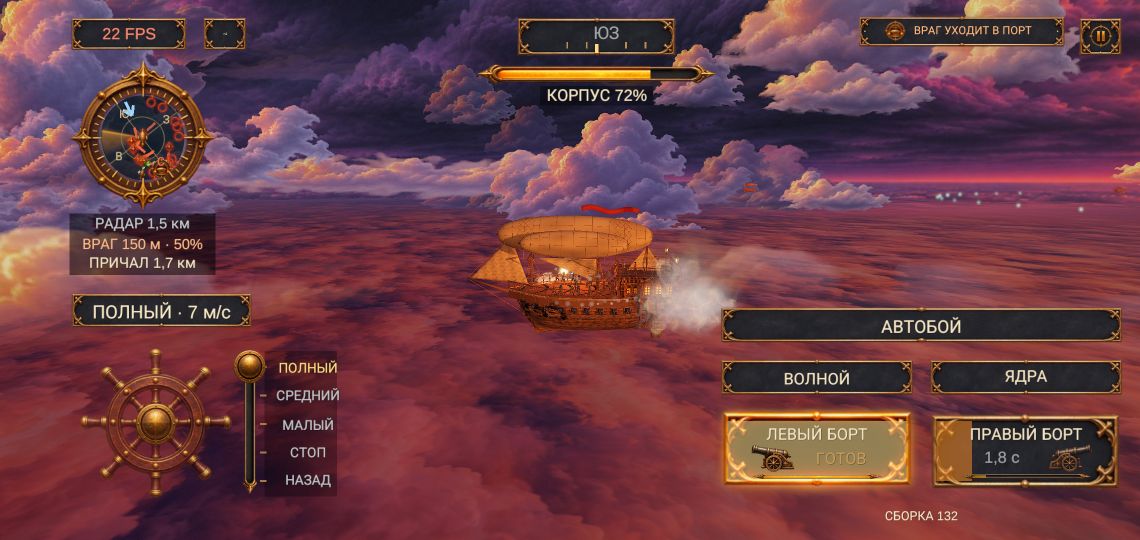 22 FPS
~
ЮЗ
ВРАГ УХОДИТ В ПОРТ
КОРПУС 72%
З
В
РАДАР 1,5 км
ВРАГ 150 м · 50%
ПРИЧАЛ 1,7 км
ПОЛНЫЙ · 7 м/с
ПОЛНЫЙ
СРЕДНИЙ
МАЛЫЙ
СТОП
НАЗАД
АВТОБОЙ
ВОЛНОЙ
ЯДРА
ЛЕВЫЙ БОРТ
ГОТОВ
ПРАВЫЙ БОРТ
1,8 с
СБОРКА 132